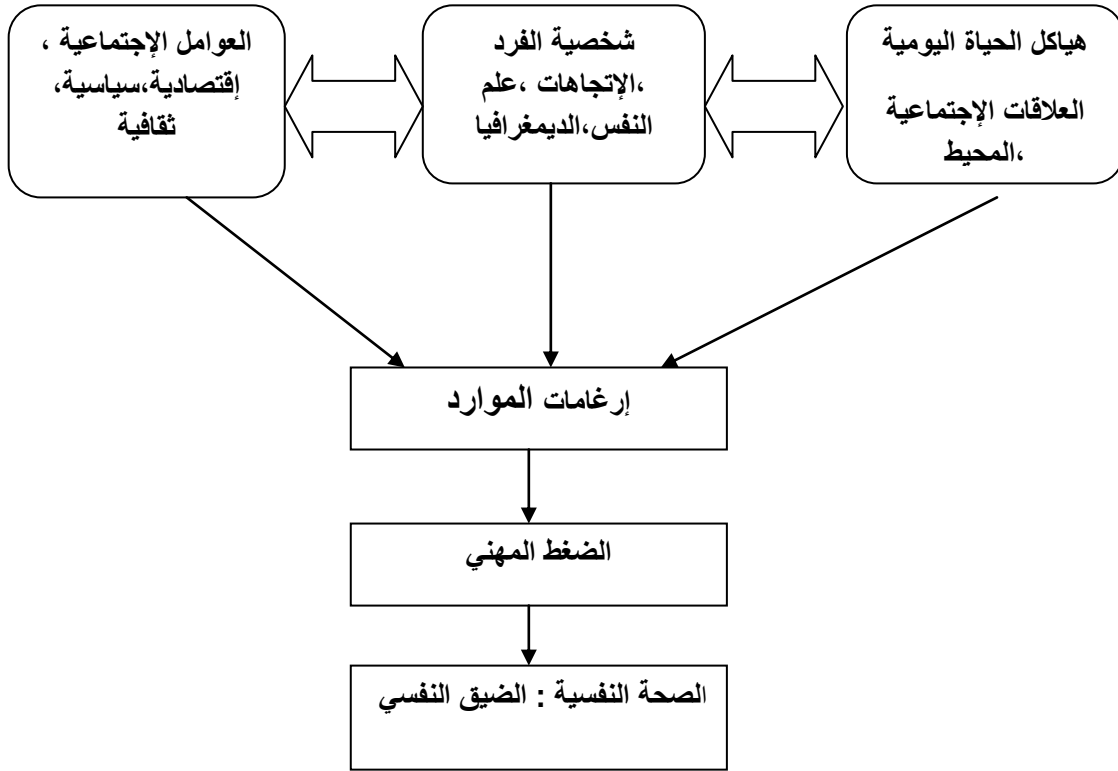 هياكل الحياة اليومية
العلاقات الإجتماعية
،المحيط
شخصية الفرد
،الإتجاهات ،علم
النفس،الديمغرافيا
العوامل الإجتماعية ،
إقتصادية،سياسية،
ثقافية
إرغامات الموارد
الضغط المهني
الصحة النفسية : الضيق النفسي